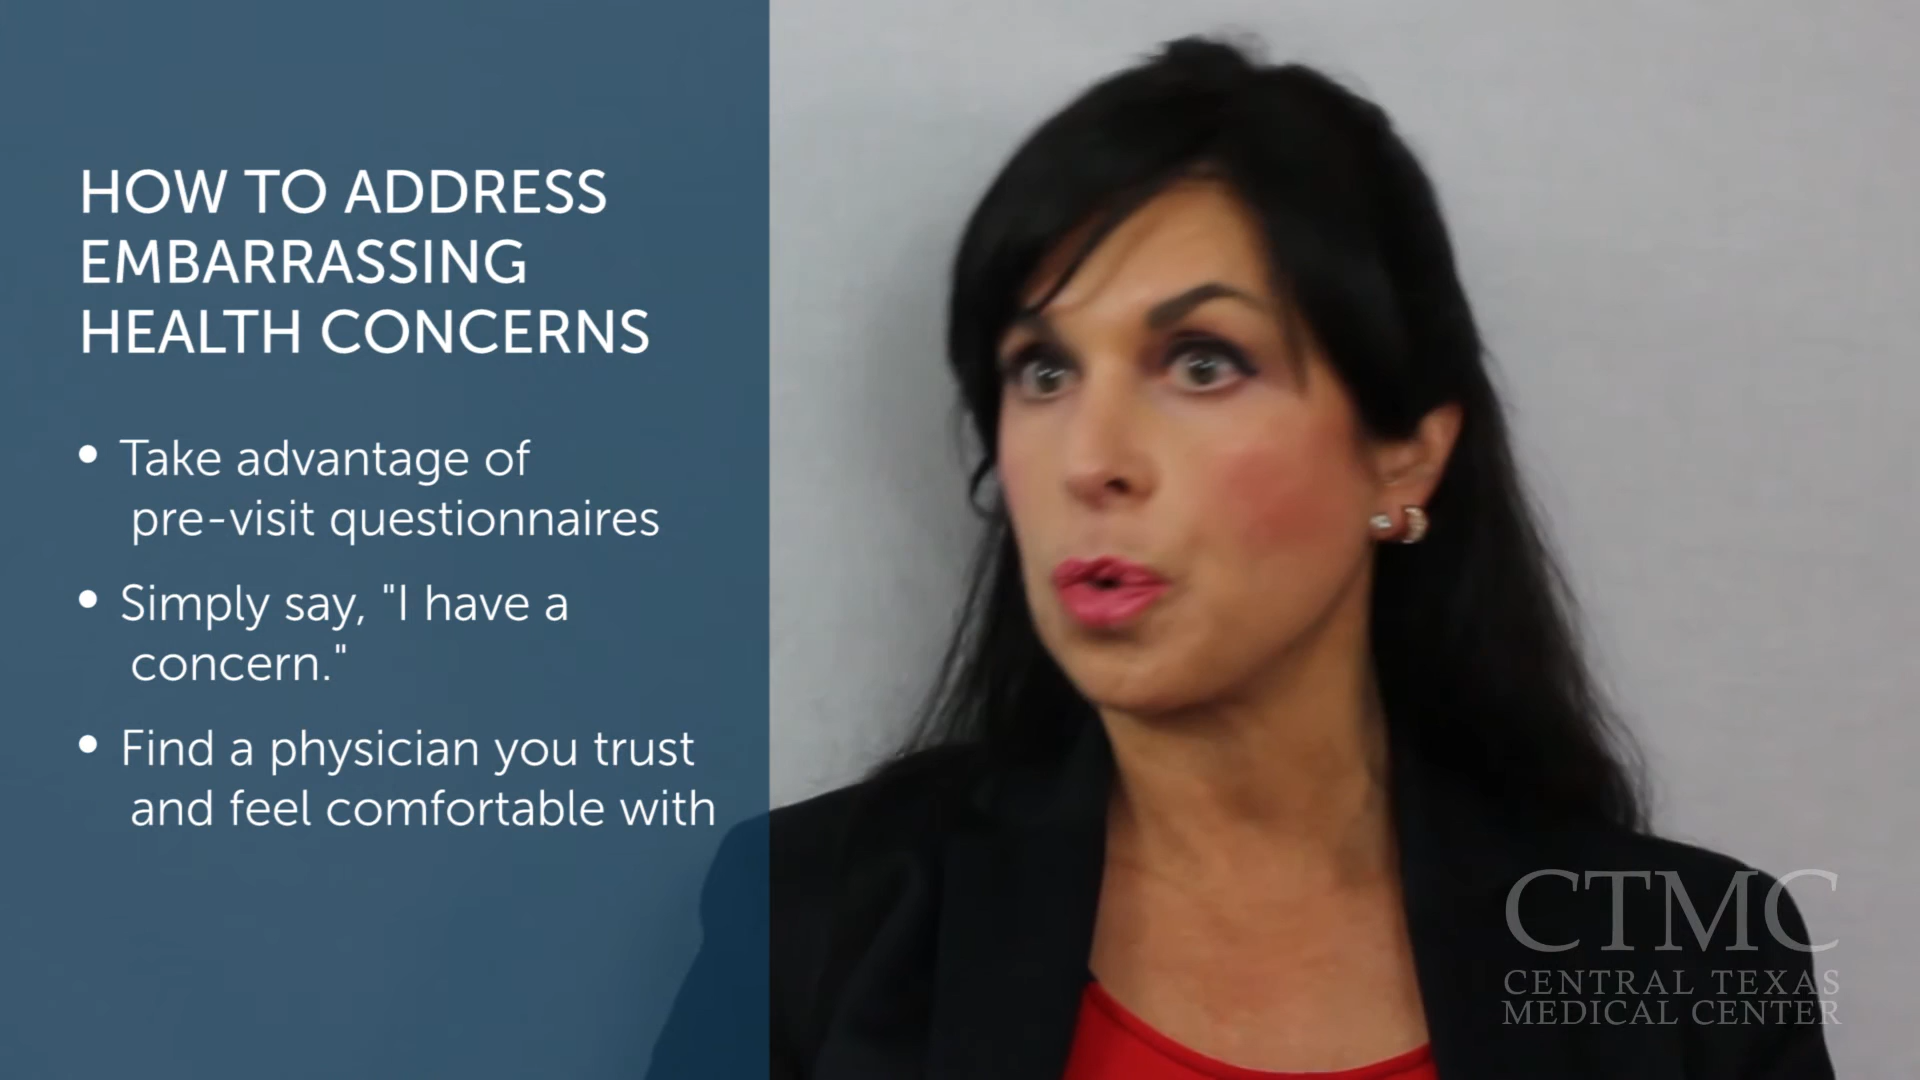 HOW TO ADDRESS
EMBARRASSING
HEALTH CONCERNS
• Take advantage of
pre-visit questionnaires
• Simply say, "I have a
concern."
• Find a physician you trust
and feel comfortable with
CTMC
CENTRAL TEXAS
MEDICAL CENTER